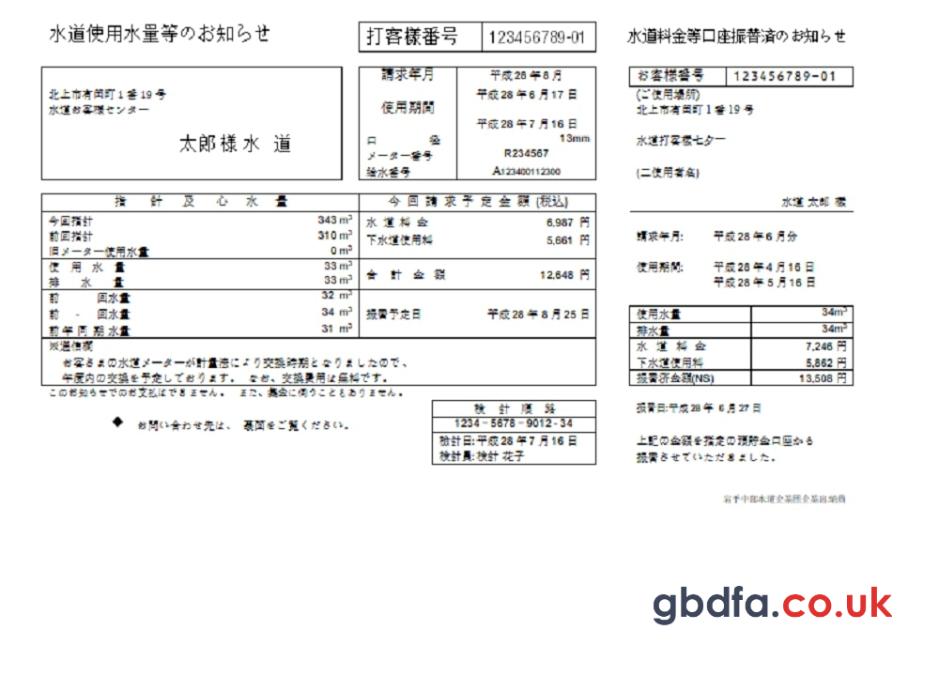 水道使用水量等のお知らせ
打客様番号 123456789-01
北上市有田町1番19号
水道お客様センター
太郎様水 道
請求年月 平成28年8月
使用期間 平成28年6月17日
平成28年7月16日
口 径 13mm
メーター番号 R234567
給水番号 A123400112300
指 計 及 心 水 量
今回指計 343 m³
前回指計 310 m³
旧メーター使用水量 0 m³
使 用 水 量 33 m³
排 水 量 33 m³
前 回水量 32 m³
前 - 回水量 34 m³
前年同期水量 31 m³
今回請求予定金額(税込)
水 道 料 金 6,987 円
下水道使用料 5,661 円
合 計 金 額 12,648 円
振替予定日 平成28年8月25日
※通信欄
お客さまの水道メーターが計量法により交換時期となりましたので、
年度内の交換を予定しております。 なお、交換費用は無料です。
このお知らせでのお支払はできません。 また、集金に伺うこともありません。
◆ お問い合わせ先は、 裏面をご覧ください。
検 計 順 路
1234-5678-9012-34
検計日:平成28年7月16日
検計員:検計 花子
水道料金等口座振替済のお知らせ
お客様番号 123456789-01
(ご使用場所)
北上市有田町1番19号
水道打客様七夕ー
(二使用者名)
水道 太郎 様
請求年月: 平成28年6月分
使用期間: 平成28年4月16日
平成28年5月16日
使用水量 34m³
排水量 34m³
水 道 料 金 7,246 円
下水道使用料 5,862 円
振替所金額(NS) 13,508 円
振替日:平成28年 6月27日
上記の金額を指定の預貯金口座から
振替させていただきました。
岩手中部水道企業団企業出納員
gbdfa.co.uk